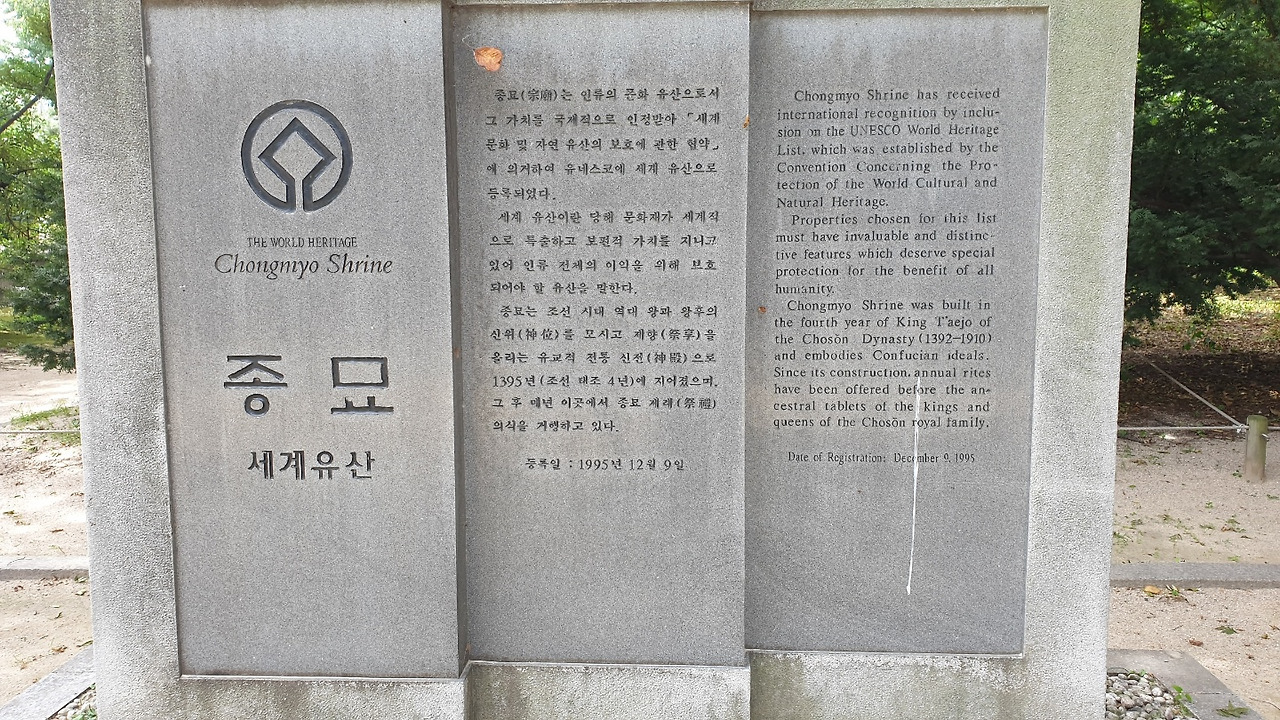 THE WORLD HERITAGE
Chongmyo Shrine
종 묘
세계유산
종묘(宗廟)는 인류의 문화 유산으로서
그 가치를 국제적으로 인정받아 「세계
문화 및 자연 유산의 보호에 관한 협약」
에 의거하여 유네스코에 세계 유산으로
등록되었다.
세계 유산이란 당해 문화재가 세계적
으로 특출하고 보편적 가치를 지니고
있어 인류 전체의 이익을 위해 보호
되어야 할 유산을 말한다.
종묘는 조선 시대 역대 왕과 왕후의
신위(神位)를 모시고 제향(祭享)을
올리는 유교적 전통 신전(神殿)으로
1395년(조선 태조 4년)에 지어졌으며,
그 후 매년 이곳에서 종묘 제례(祭禮)
의식을 거행하고 있다.
등록일 : 1995년 12월 9일
Chongmyo Shrine has received
international recognition by inclu-
sion on the UNESCO World Heritage
List, which was established by the
Convention Concerning the Pro-
tection of the World Cultural and
Natural Heritage.
Properties chosen for this list
must have invaluable and distinc-
tive features which deserve special
protection for the benefit of all
humanity.
Chongmyo Shrine was built in
the fourth year of King T'aejo of
the Chosŏn Dynasty (1392-1910)
and embodies Confucian ideals.
Since its construction, annual rites
have been offered before the an-
cestral tablets of the kings and
queens of the Chosŏn royal family.
Date of Registration: December 9, 1995